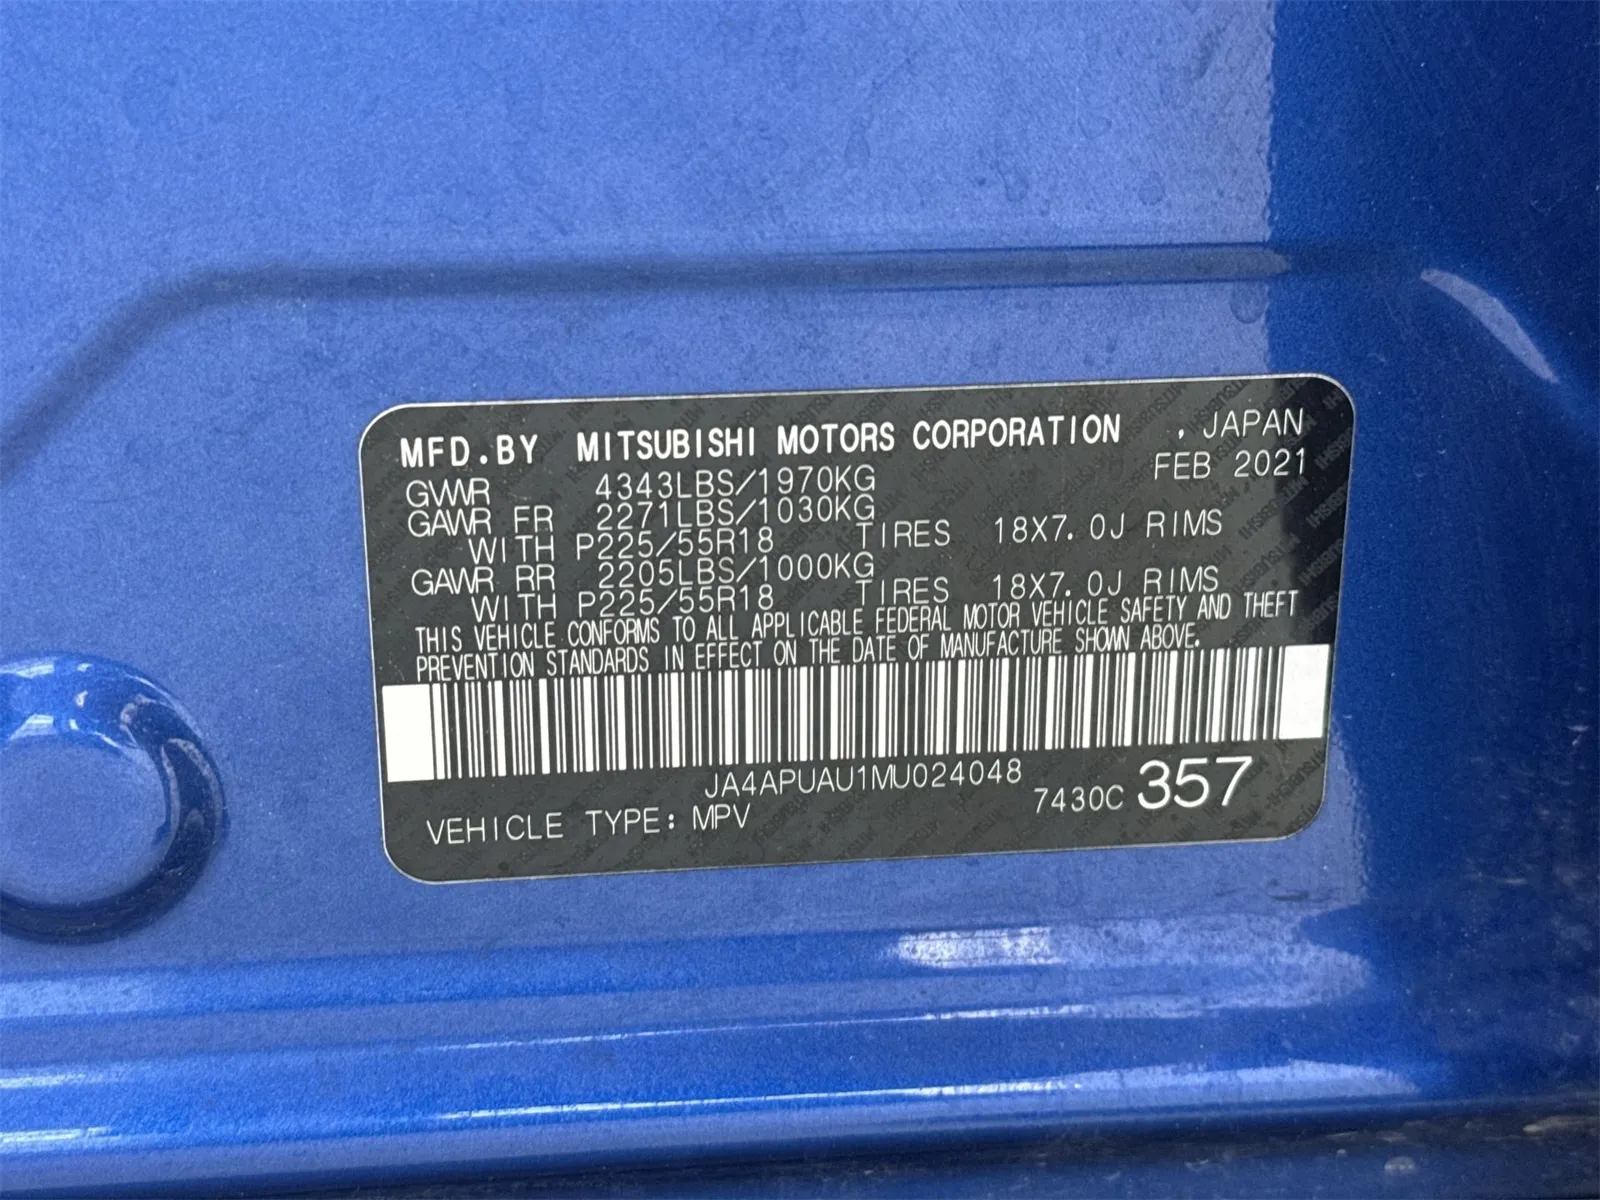 MFD.BY MITSUBISHI MOTORS CORPORATION , JAPAN
FEB 2021
GVWR 4343LBS/1970KG
GAWR FR 2271LBS/1030KG
WITH P225/55R18 TIRES 18X7.0J RIMS
GAWR RR 2205LBS/1000KG
WITH P225/55R18 TIRES 18X7.0J RIMS
THIS VEHICLE CONFORMS TO ALL APPLICABLE FEDERAL MOTOR VEHICLE SAFETY AND THEFT
PREVENTION STANDARDS IN EFFECT ON THE DATE OF MANUFACTURE SHOWN ABOVE.
JA4APUAU1MU024048
7430C 357
VEHICLE TYPE: MPV